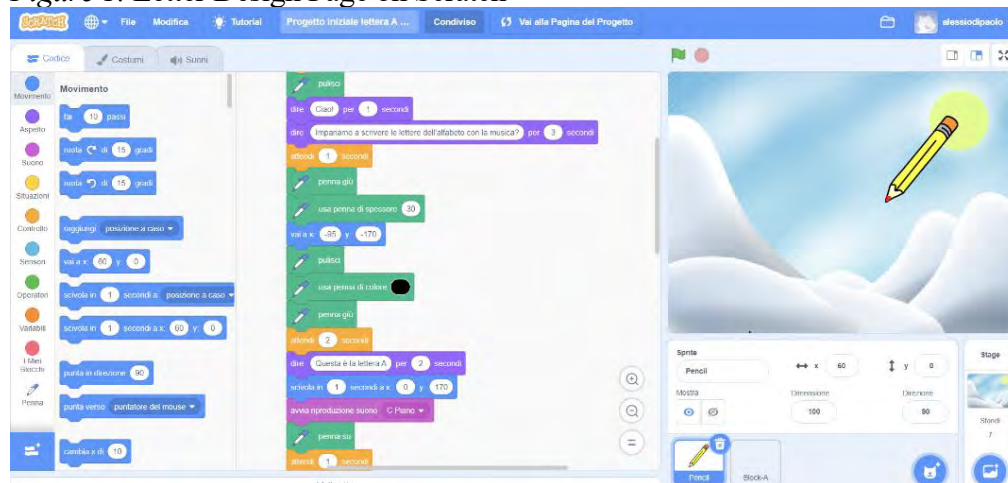 SCRATCH File Modifica Tutorial Progetto iniziale lettera A ... Condiviso Vai alla Pagina del Progetto alessiodipaolo
Codice Costumi Suoni
Movimento
Aspetto
Suono
Situazioni
Controllo
Sensori
Operatori
Variabili
I Miei Blocchi
Penna
Movimento
fai 10 passi
ruota di 15 gradi
ruota di 15 gradi
raggiungi posizione a caso
vai a x: 60 y: 0
scivola in 1 secondi a posizione a caso
scivola in 1 secondi a x: 60 y: 0
punta in direzione 90
punta verso puntatore del mouse
cambia x di 10
pulisci
dire Ciao! per 1 secondi
dire Impariamo a scrivere le lettere dell'alfabeto con la musica? per 3 secondi
attendi 1 secondi
penna giù
usa penna di spessore 30
vai a x: -95 y: -170
pulisci
usa penna di colore
penna giù
attendi 2 secondi
dire Questa è la lettera A per 2 secondi
scivola in 1 secondi a x: 0 y: 170
avvia riproduzione suono C Piano
penna su
attendi 1 secondi
Sprite
Pencil
x 60 y 0
Mostra
Dimensione
100
Direzione
90
Pencil
Block-A
Stage
Sfondi